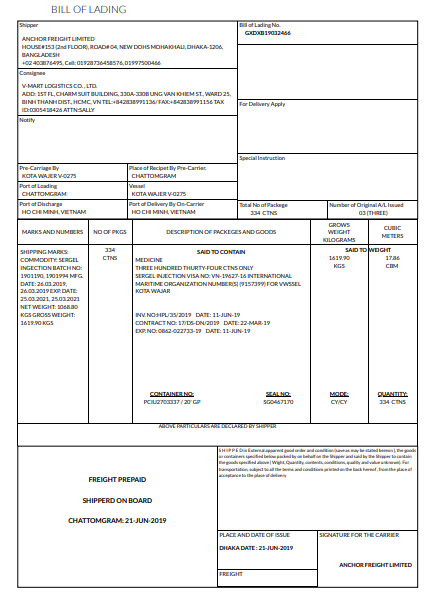 BILL OF LADING
Shipper
ANCHOR FREIGHT LIMITED
HOUSE#153 (2nd FLOOR), ROAD# 04, NEW DOHS MOHAKHALI, DHAKA-1206,
BANGLADESH
+02 403876495, Cell: 01928736458576, 01997500466
Bill of Lading No.
GXDXB19032466
Consignee
V-MART LOGISTICS CO., LTD.
ADD: 1ST FL, CHARM SUIT BUILDING, 330A-330B UNG VAN KHIEM ST., WARD 25,
BINH THANH DIST., HCMC, VN TEL:+842838991136/ FAX:+842838991156 TAX
ID:0305418426 ATTN:SALLY
For Delivery Apply
Notify
Special Instruction
Pre-Carriage By
KOTA WAJER V-0275
Place of Recipet By Pre-Carrier.
CHATTOMGRAM
Port of Loading
CHATTOMGRAM
Vessel
KOTA WAJER V-0275
Port of Discharge
HO CHI MINH, VIETNAM
Port of Delivery By On-Carrier
HO CHI MINH, VIETNAM
Total No of Packege
334 CTNS
Number of Original A/L Issued
03 (THREE)
MARKS AND NUMBERS
NO OF PKGS
DESCRIPTION OF PACKEGES AND GOODS
GROWS
WEIGHT
KILOGRAMS
CUBIC
METERS
SHIPPING MARKS:
COMMODITY: SERGEL
INGECTION BATCH NO:
1901190, 1901994 MFG.
DATE: 26.03.2019,
26.03.2019 EXP. DATE:
25.03.2021, 25.03.2021
NET WEIGHT: 1068.80
KGS GROSS WEIGHT:
1619.90 KGS
334
CTNS
SAID TO CONTAIN
MEDICINE
THREE HUNDRED THIRTY-FOUR CTNS ONLY
SERGEL INJECTION VISA NO: VN-19627-16 INTERNATIONAL
MARITIME ORGANIZATION NUMBER(S) (9157399) FOR VWSSEL
KOTA WAJAR
INV. NO:HPL/35/2019 DATE: 11-JUN-19
CONTRACT NO: 17/DS-DN/2019 DATE: 22-MAR-19
EXP. NO: 0862-022733-19 DATE: 11-JUN-19
SAID TO WEIGHT
1619.90
KGS
17.86
CBM
CONTAINER NO:
PCIU2703337 / 20' GP
SEAL NO:
SG0467170
MODE:
CY/CY
QUANTITY:
334 CTNS
ABOVE PARTICULARS ARE DECLARED BY SHIPPER
FREIGHT PREPAID
SHIPPERD ON BOARD
CHATTOMGRAM: 21-JUN-2019
S H I P P E D in External apparent good order and condition (save as may be stated hereon ), the goods
or containers specified below packed by no behalf on the Shipper and said by the Shipper to contain
the goods specified above ( Wight, Quantity, contents, conditions, quality and value unknown). For
transportation, subject to all the terms and conditions printed on the back hereof , from the place of
acceptance to the place of delivery
PLACE AND DATE OF ISSUE
DHAKA DATE : 21-JUN-2019
FREIGHT
SIGNATURE FOR THE CARRIER
ANCHOR FREIGHT LIMITED